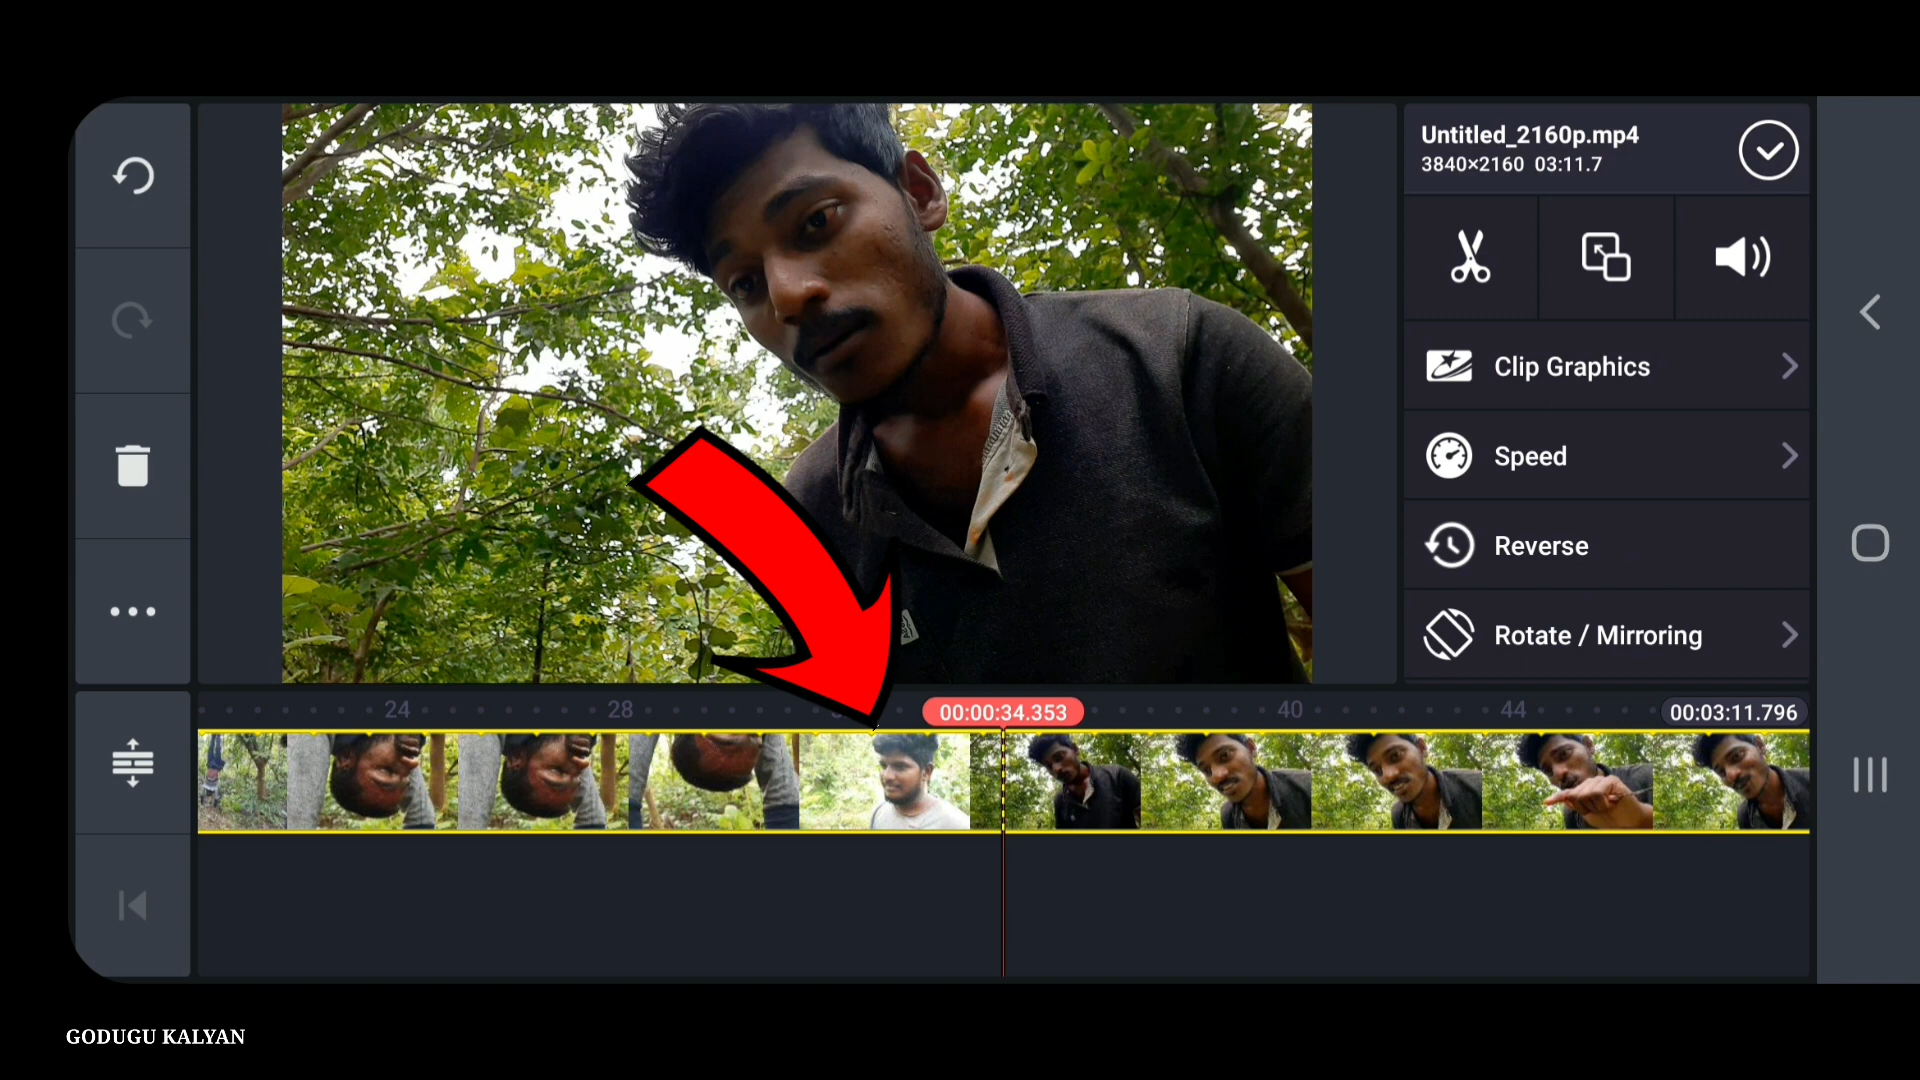 Untitled_2160p.mp4
3840×2160 03:11.7
Clip Graphics
Speed
Reverse
Rotate / Mirroring
24 28 00:00:34.353 40 44 00:03:11.796
GODUGU KALYAN